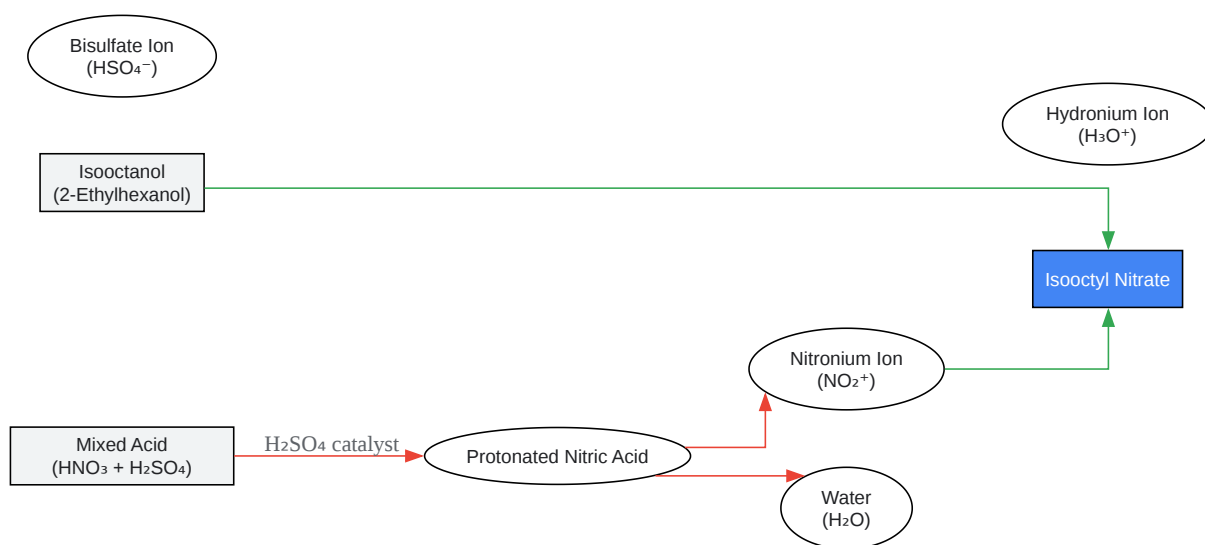 Bisulfate Ion
(HSO₄⁻)
Hydronium Ion
(H₃O⁺)
Isooctanol
(2-Ethylhexanol)
Isooctyl Nitrate
Nitronium Ion
(NO₂⁺)
Mixed Acid
(HNO₃ + H₂SO₄)
H₂SO₄ catalyst
Protonated Nitric Acid
Water
(H₂O)